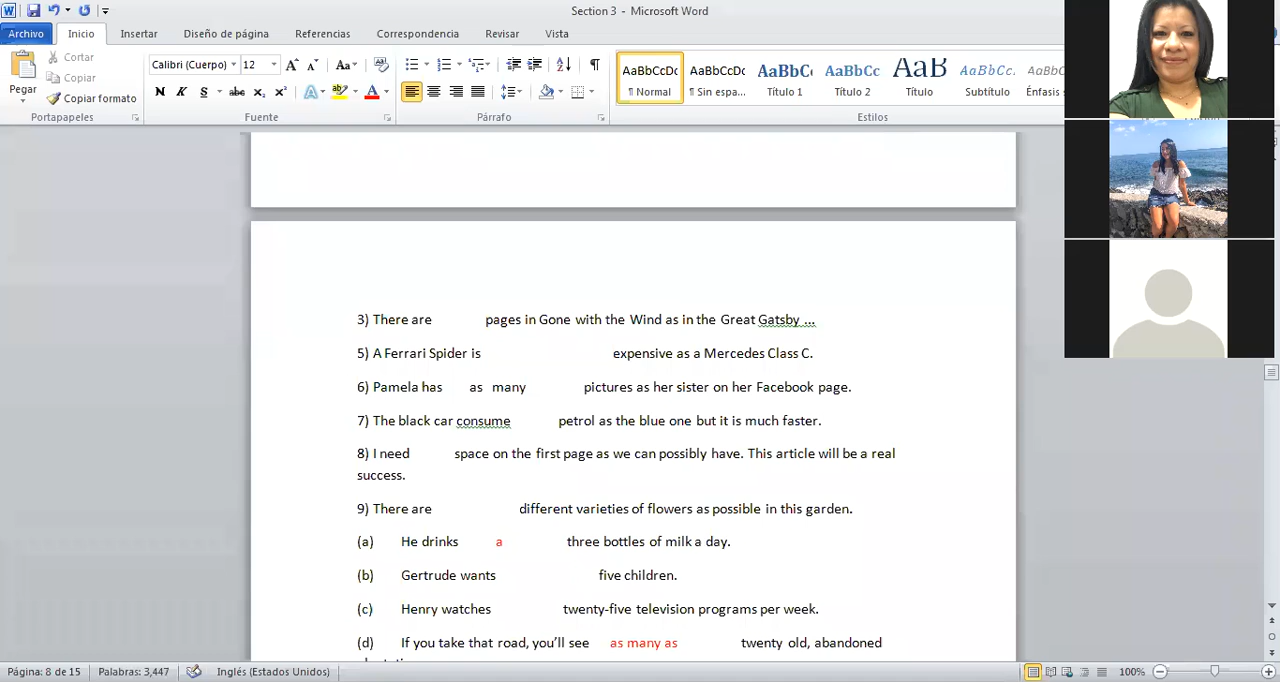 Section 3 - Microsoft Word
Archivo Inicio Insertar Diseño de página Referencias Correspondencia Revisar Vista
Pegar
Cortar
Copiar
Copiar formato
Portapapeles
Calibri (Cuerpo) 12
Fuente
Párrafo
AaBbCcDc AaBbCcDc AaBbC AaBbCc AaB AaBbCc. AaBbCc
¶ Normal ¶ Sin espa... Título 1 Título 2 Título Subtítulo Énfasis s
Estilos
3) There are pages in Gone with the Wind as in the Great Gatsby ...
5) A Ferrari Spider is expensive as a Mercedes Class C.
6) Pamela has as many pictures as her sister on her Facebook page.
7) The black car consume petrol as the blue one but it is much faster.
8) I need space on the first page as we can possibly have. This article will be a real
success.
9) There are different varieties of flowers as possible in this garden.
(a) He drinks a three bottles of milk a day.
(b) Gertrude wants five children.
(c) Henry watches twenty-five television programs per week.
(d) If you take that road, you'll see as many as twenty old, abandoned
Página: 8 de 15 Palabras: 3,447 Inglés (Estados Unidos) 100%